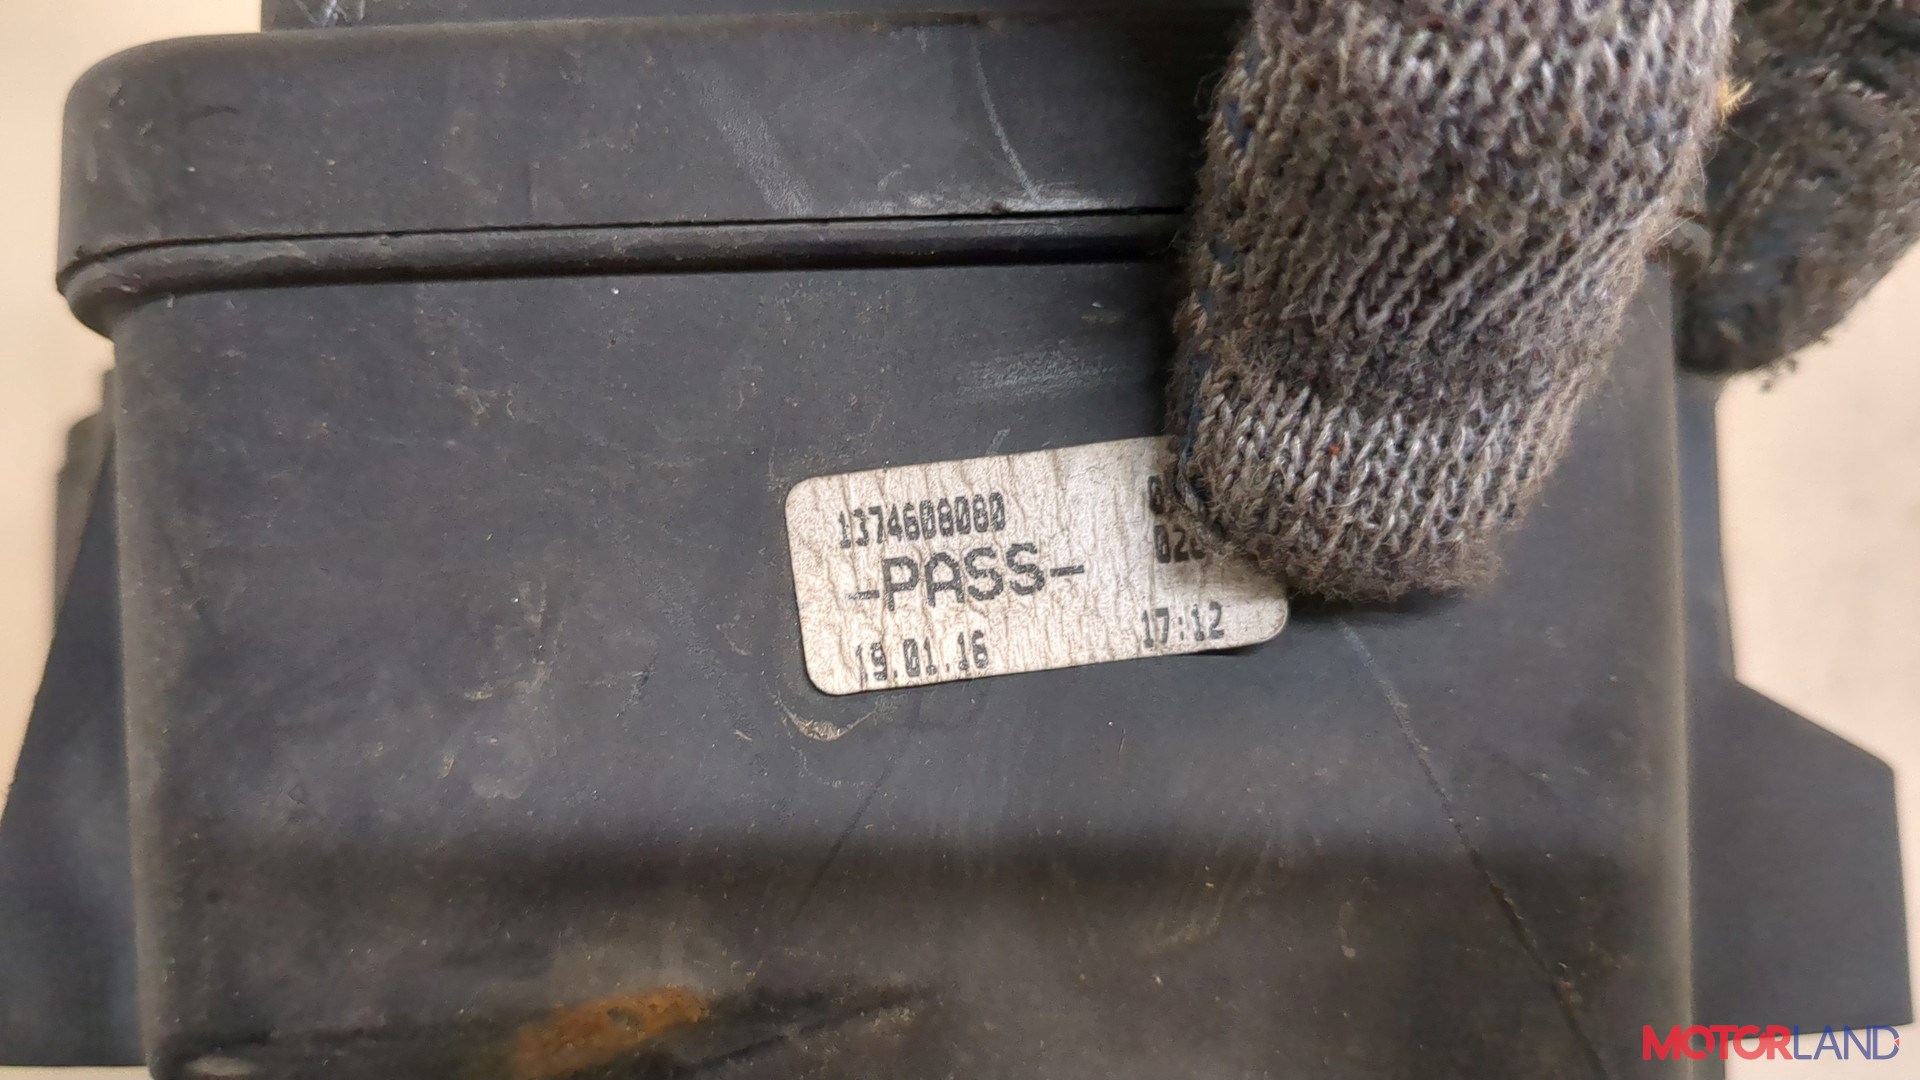 1374608080
-PASS-
19.01.16 17:12
MOTORLAND